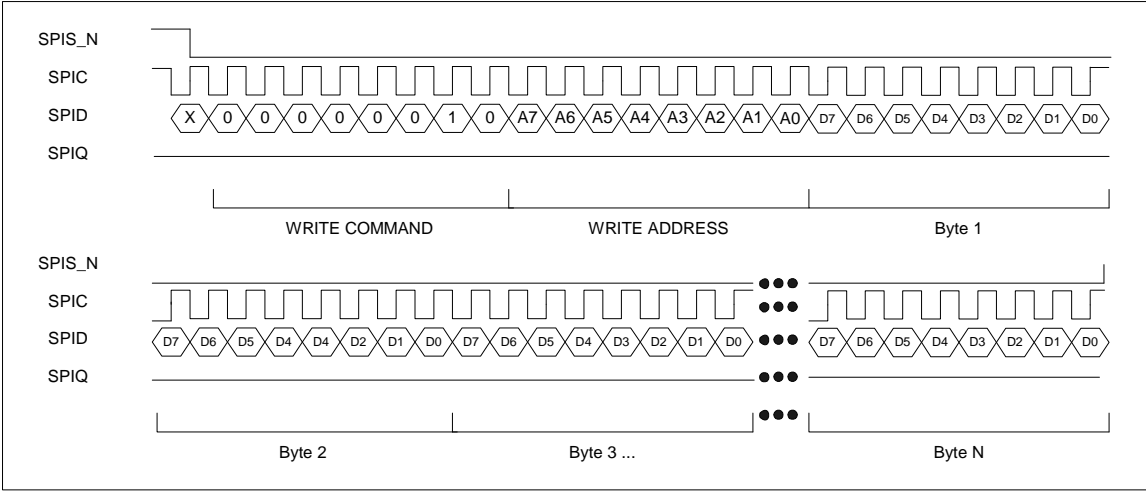 SPIS_N
SPIC
SPID X 0 0 0 0 0 0 1 0 A7 A6 A5 A4 A3 A2 A1 A0 D7 D6 D5 D4 D3 D2 D1 D0
SPIQ
WRITE COMMAND WRITE ADDRESS Byte 1
SPIS_N
SPIC
SPID D7 D6 D5 D4 D4 D2 D1 D0 D7 D6 D5 D4 D3 D2 D1 D0 D7 D6 D5 D4 D3 D2 D1 D0
SPIQ
Byte 2 Byte 3 ... Byte N